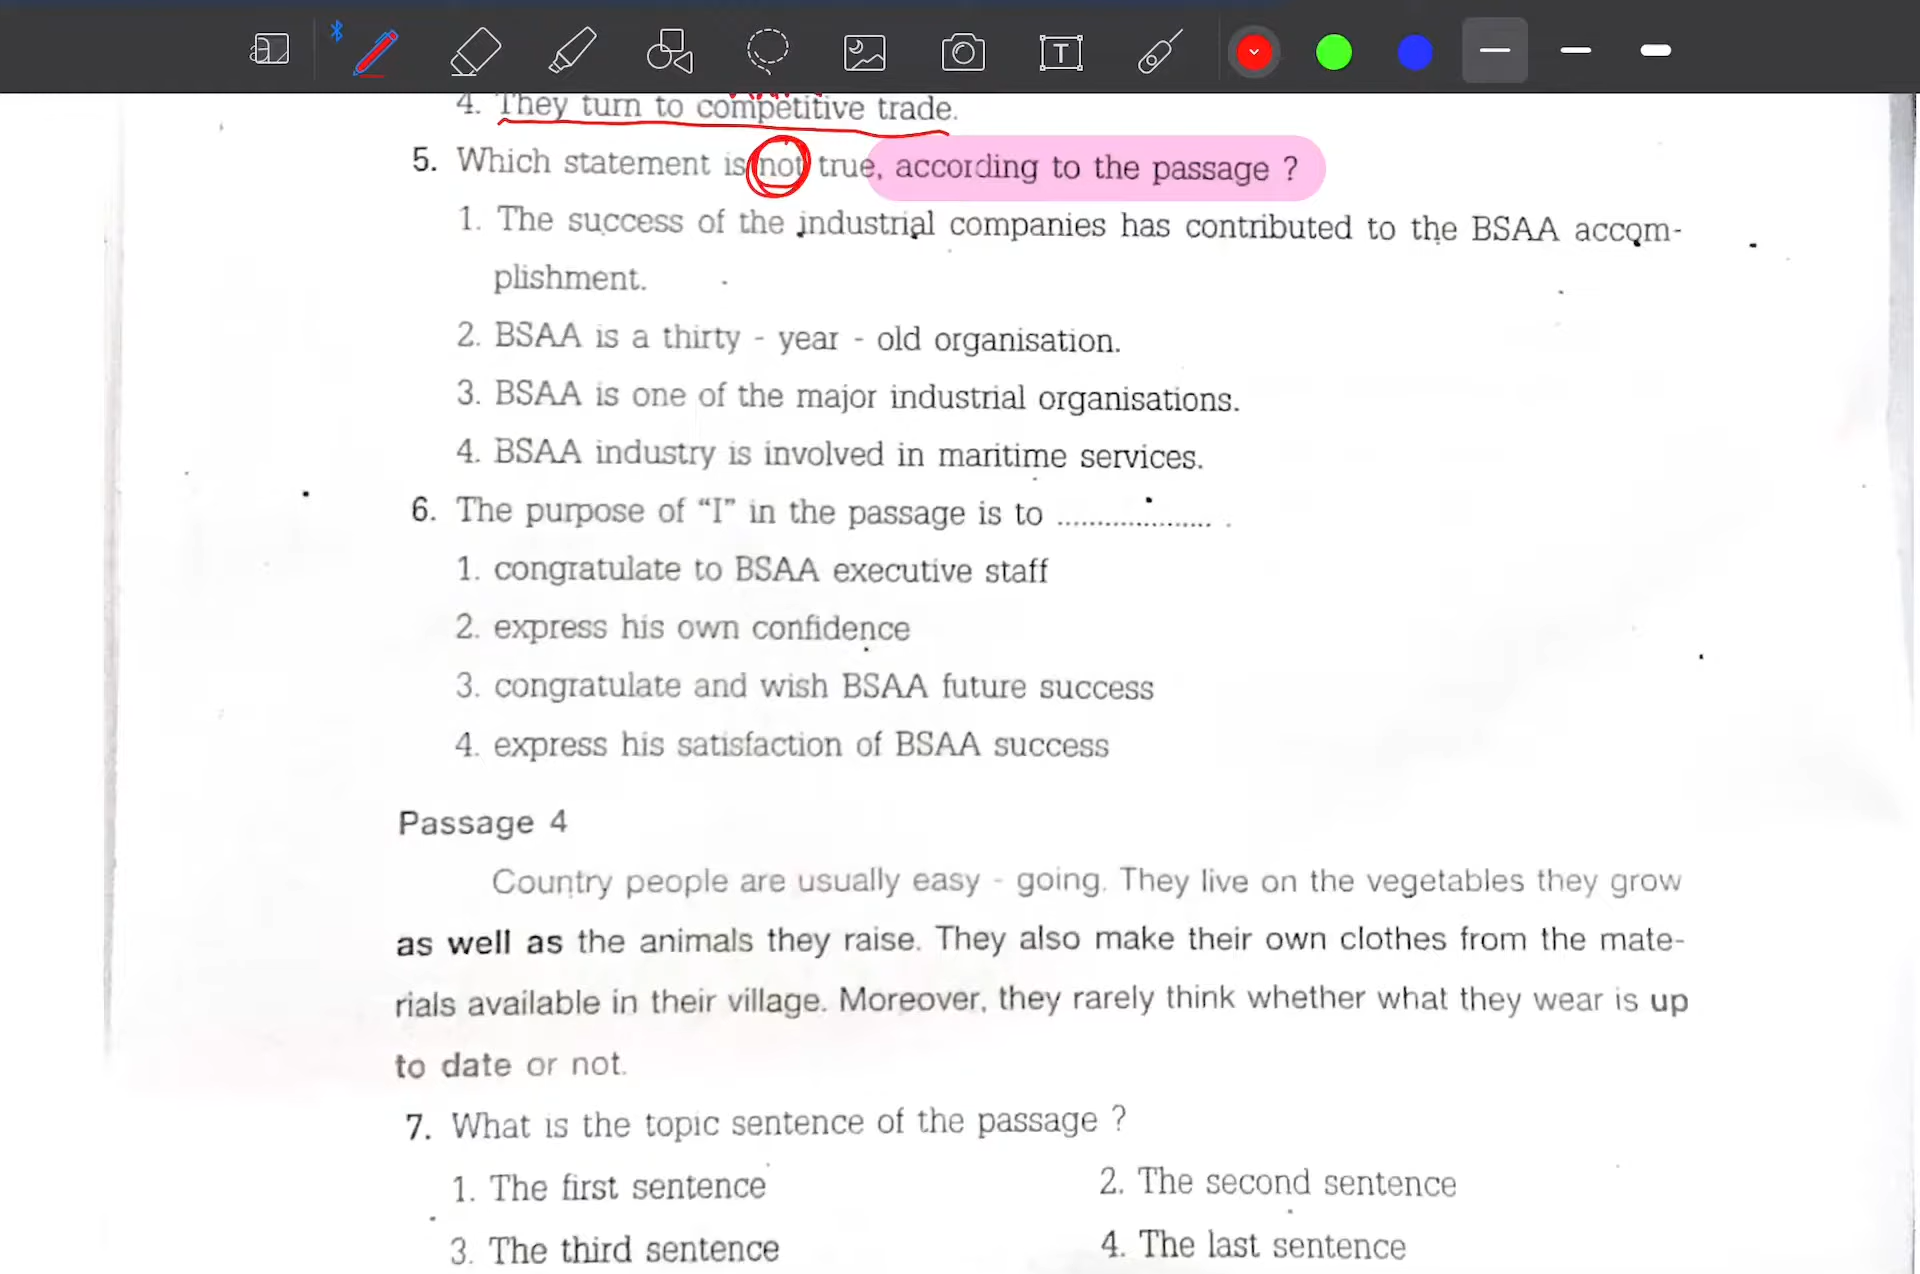 4. They turn to competitive trade.
5. Which statement is not true, according to the passage ?
1. The success of the industrial companies has contributed to the BSAA accom-
plishment.
2. BSAA is a thirty - year - old organisation.
3. BSAA is one of the major industrial organisations.
4. BSAA industry is involved in maritime services.
6. The purpose of “I” in the passage is to .................... .
1. congratulate to BSAA executive staff
2. express his own confidence
3. congratulate and wish BSAA future success
4. express his satisfaction of BSAA success
Passage 4
Country people are usually easy - going. They live on the vegetables they grow
as well as the animals they raise. They also make their own clothes from the mate-
rials available in their village. Moreover, they rarely think whether what they wear is up
to date or not.
7. What is the topic sentence of the passage ?
1. The first sentence
2. The second sentence
3. The third sentence
4. The last sentence